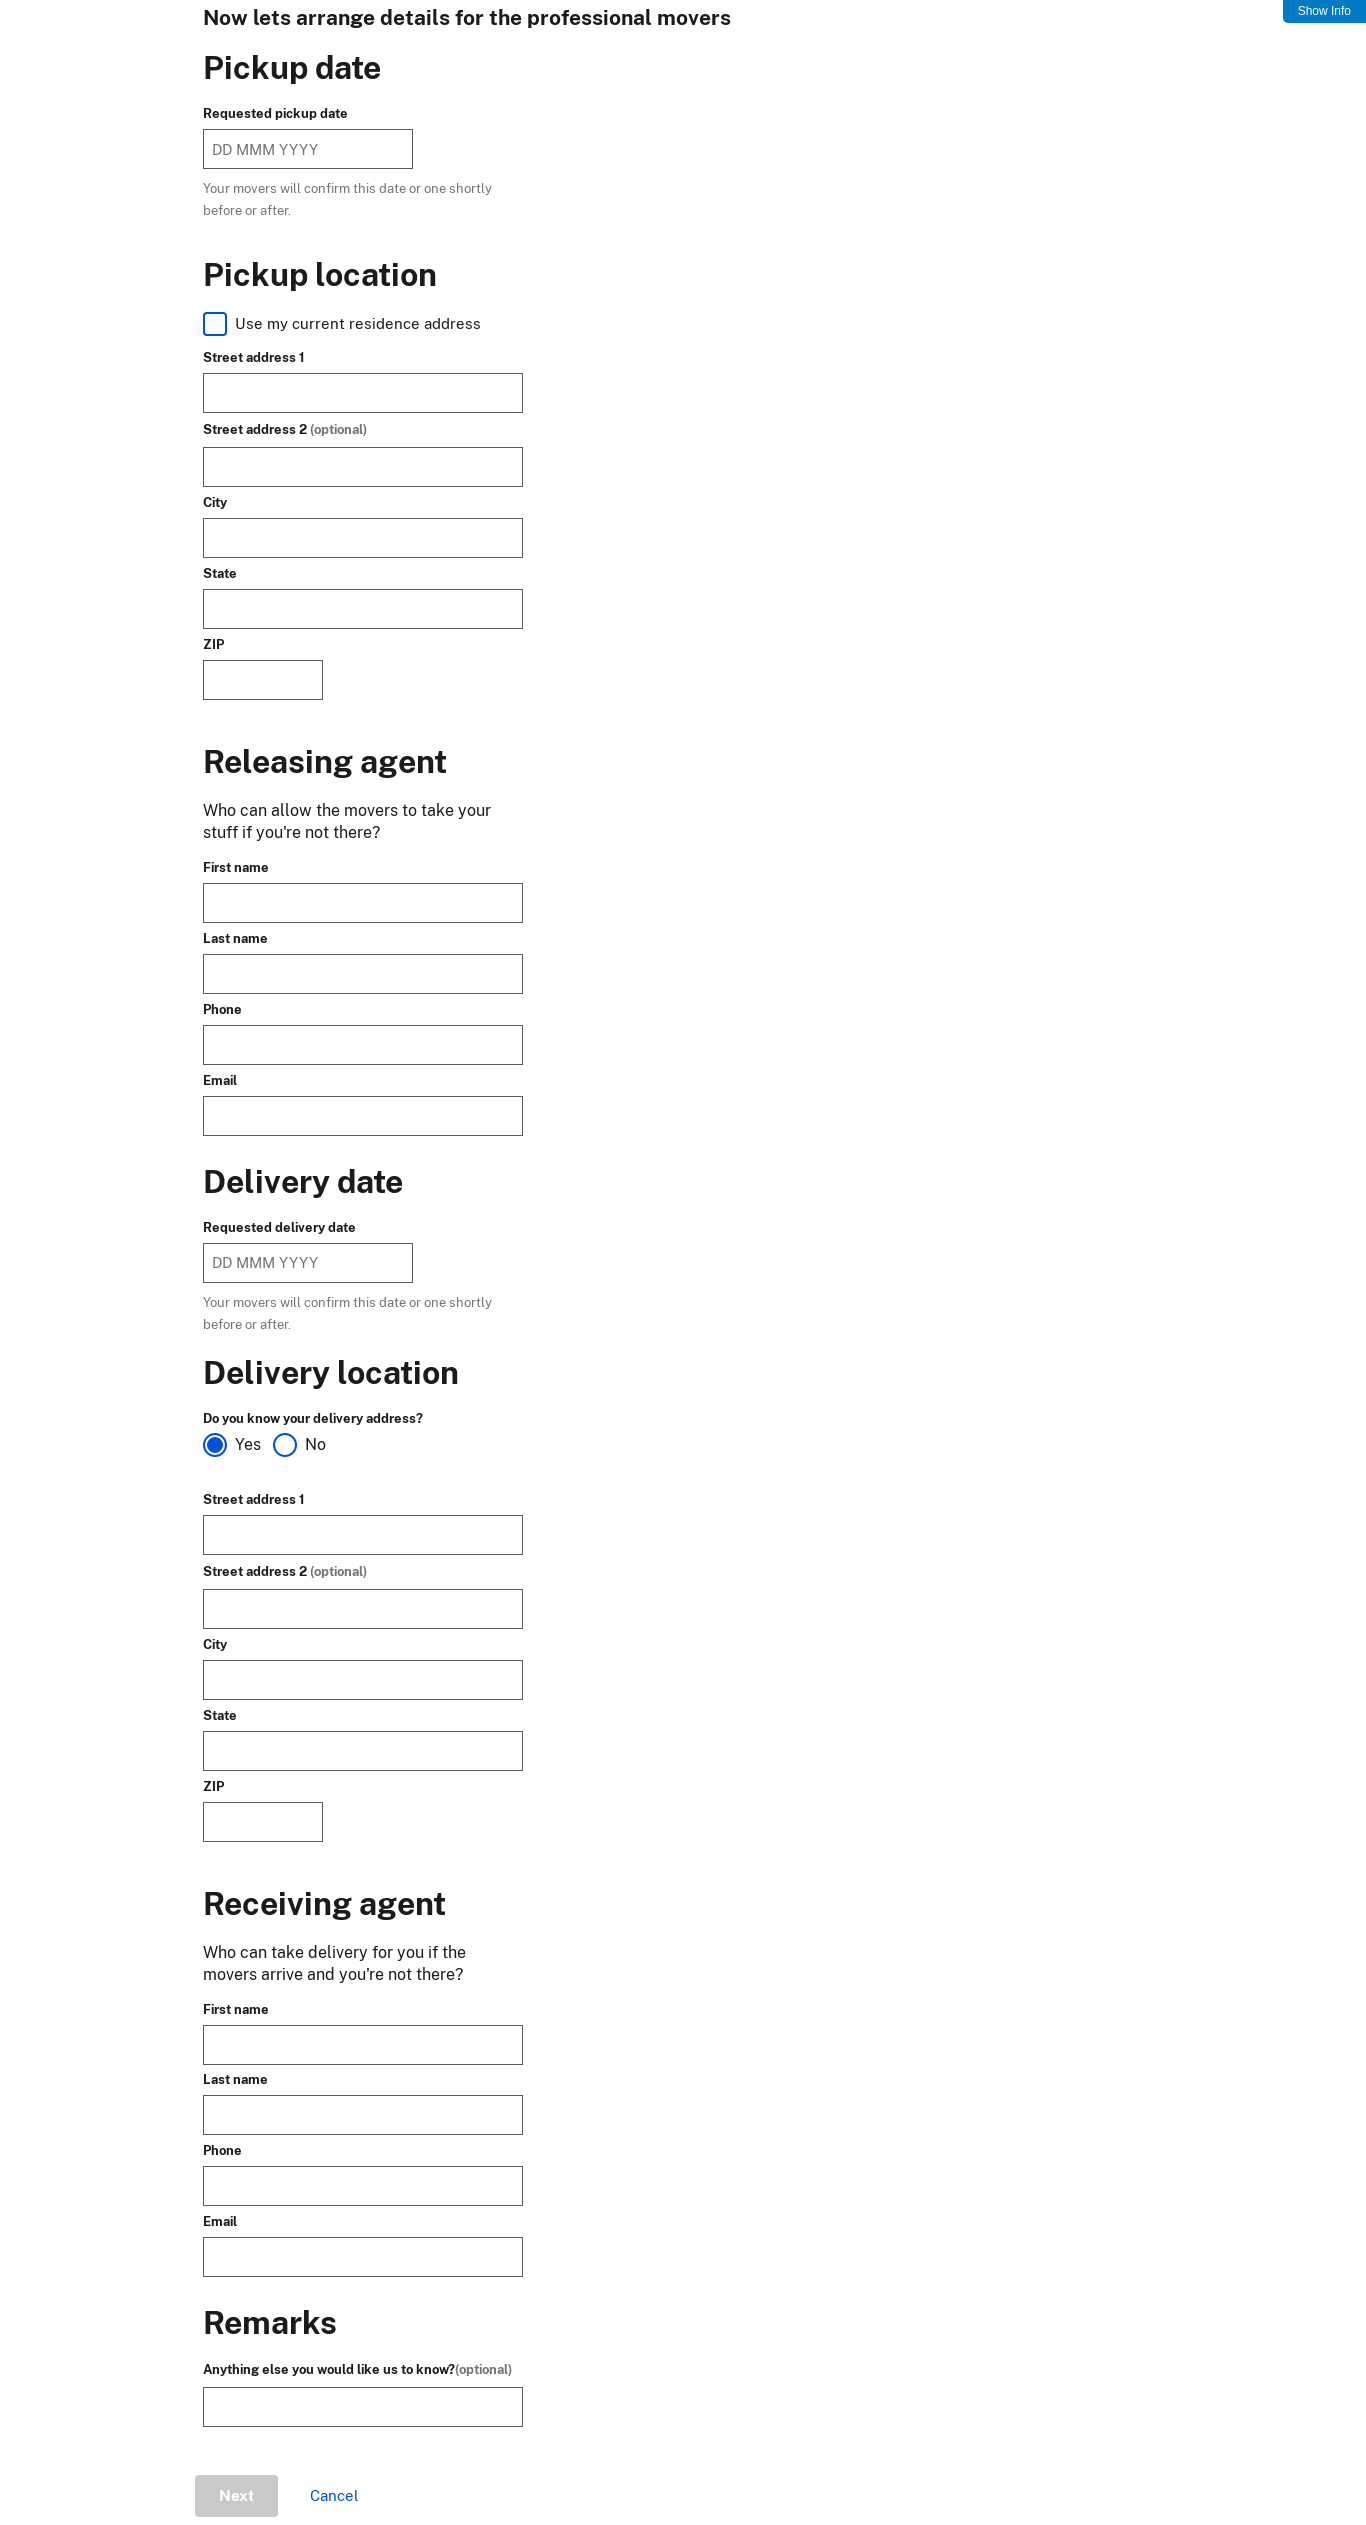 Now lets arrange details for the professional movers
Show Info
Pickup date
Requested pickup date
DD MMM YYYY
Your movers will confirm this date or one shortly
before or after.
Pickup location
Use my current residence address
Street address 1
Street address 2 (optional)
City
State
ZIP
Releasing agent
Who can allow the movers to take your
stuff if you're not there?
First name
Last name
Phone
Email
Delivery date
Requested delivery date
DD MMM YYYY
Your movers will confirm this date or one shortly
before or after.
Delivery location
Do you know your delivery address?
Yes No
Street address 1
Street address 2 (optional)
City
State
ZIP
Receiving agent
Who can take delivery for you if the
movers arrive and you're not there?
First name
Last name
Phone
Email
Remarks
Anything else you would like us to know?(optional)
Next Cancel